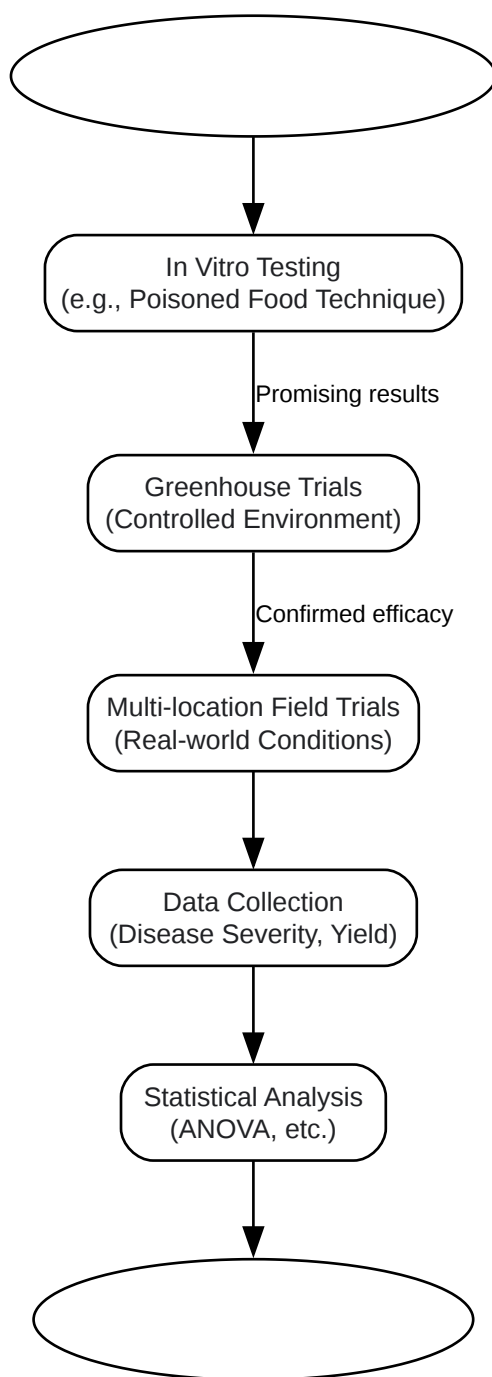 In Vitro Testing
(e.g., Poisoned Food Technique)
Promising results
Greenhouse Trials
(Controlled Environment)
Confirmed efficacy
Multi-location Field Trials
(Real-world Conditions)
Data Collection
(Disease Severity, Yield)
Statistical Analysis
(ANOVA, etc.)